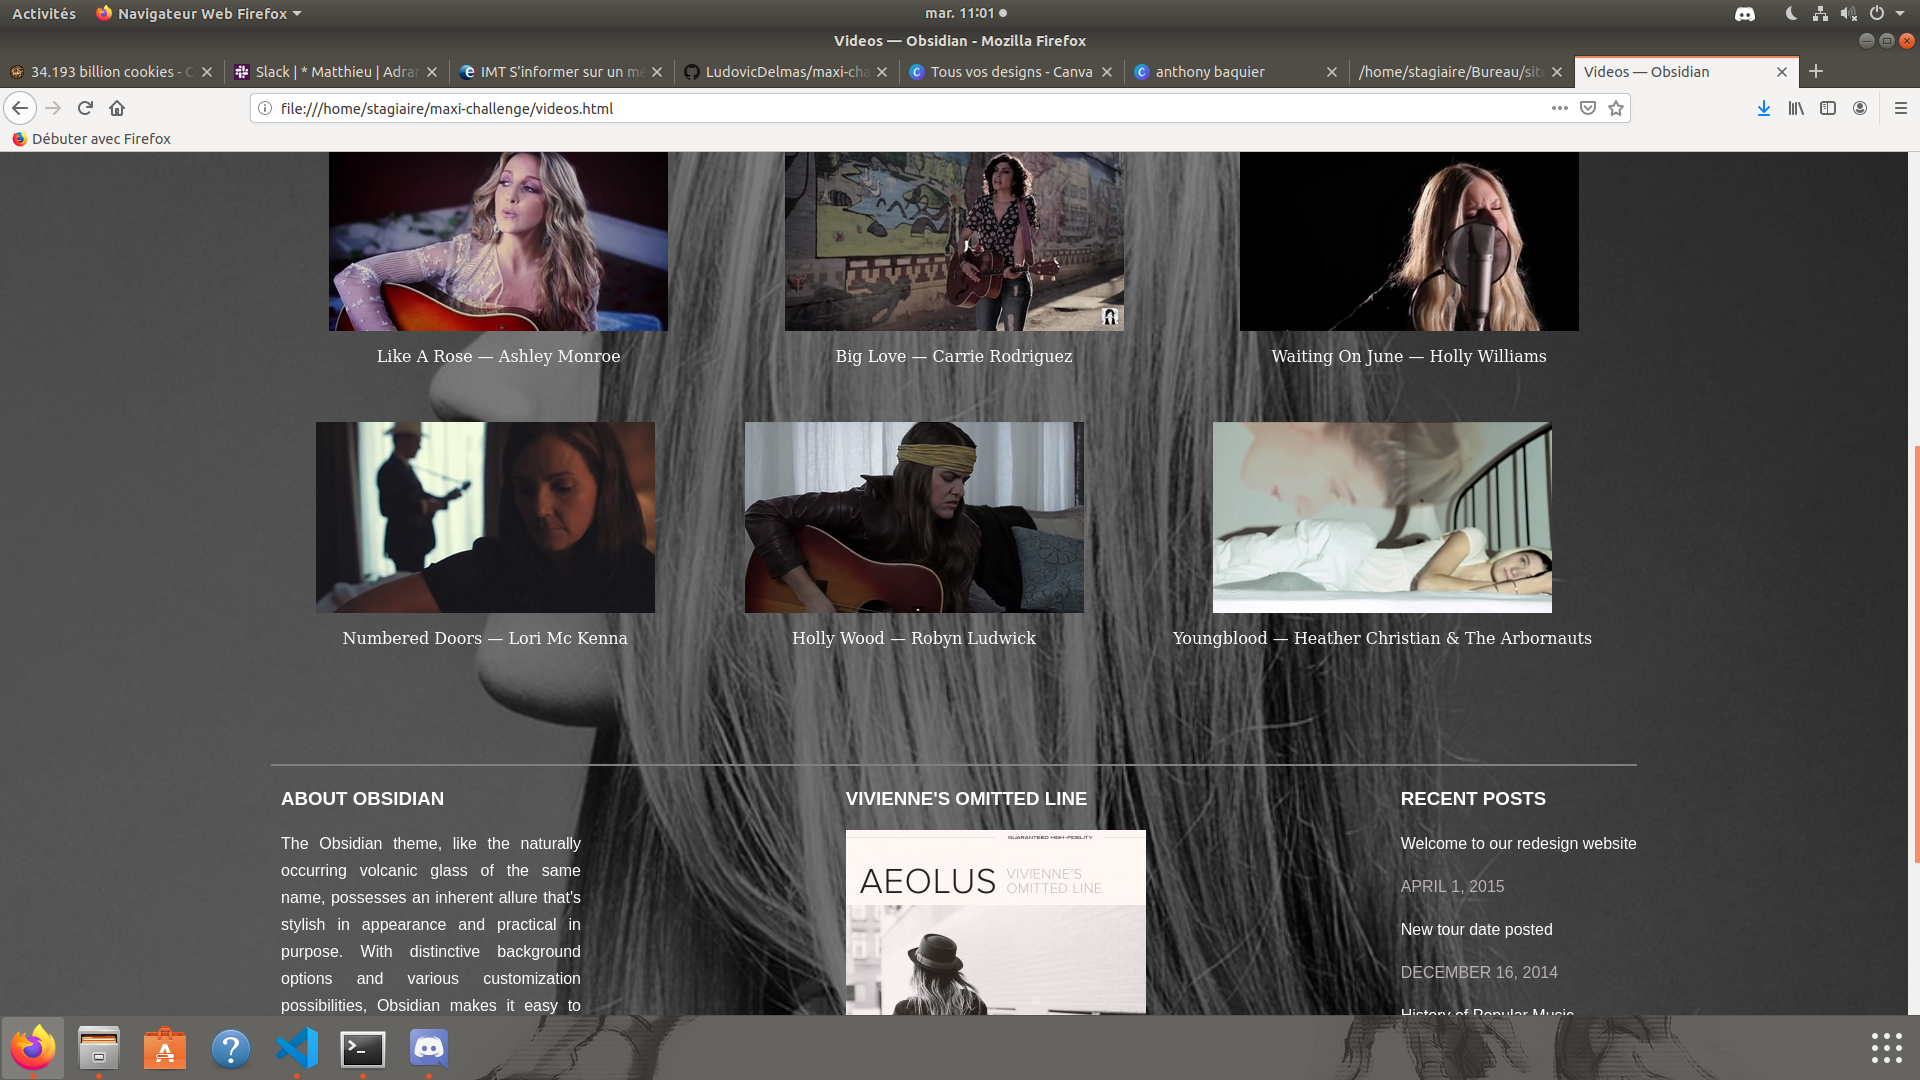 Activités
Navigateur Web Firefox
mar. 11:01
Videos — Obsidian - Mozilla Firefox
34.193 billion cookies - C
Slack | * Matthieu | Adra
IMT S'informer sur un m
LudovicDelmas/maxi-cha
Tous vos designs - Canva
anthony baquier
/home/stagiaire/Bureau/site
Videos — Obsidian
file:///home/stagiaire/maxi-challenge/videos.html
Débuter avec Firefox
Like A Rose — Ashley Monroe
Big Love — Carrie Rodriguez
Waiting On June — Holly Williams
Numbered Doors — Lori Mc Kenna
Holly Wood — Robyn Ludwick
Youngblood — Heather Christian & The Arbornauts
ABOUT OBSIDIAN
The Obsidian theme, like the naturally
occurring volcanic glass of the same
name, possesses an inherent allure that's
stylish in appearance and practical in
purpose. With distinctive background
options and various customization
possibilities, Obsidian makes it easy to
VIVIENNE'S OMITTED LINE
GUARANTEED HIGH-FIDELITY
AEOLUS
VIVIENNE'S
OMITTED LINE
RECENT POSTS
Welcome to our redesign website
APRIL 1, 2015
New tour date posted
DECEMBER 16, 2014
History of Popular Music